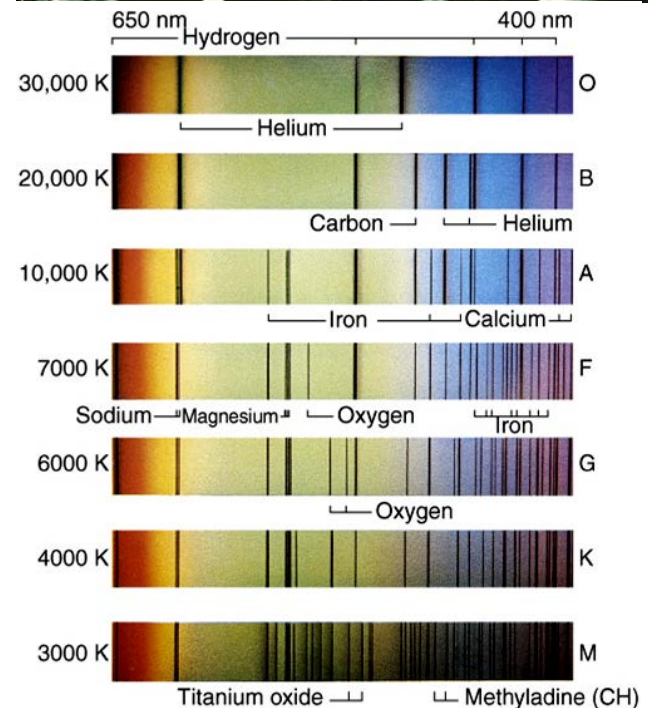 650 nm 400 nm
Hydrogen
30,000 K O
Helium
20,000 K B
Carbon Helium
10,000 K A
Iron Calcium
7000 K F
Sodium Magnesium Oxygen Iron
6000 K G
Oxygen
4000 K K
3000 K M
Titanium oxide Methyladine (CH)